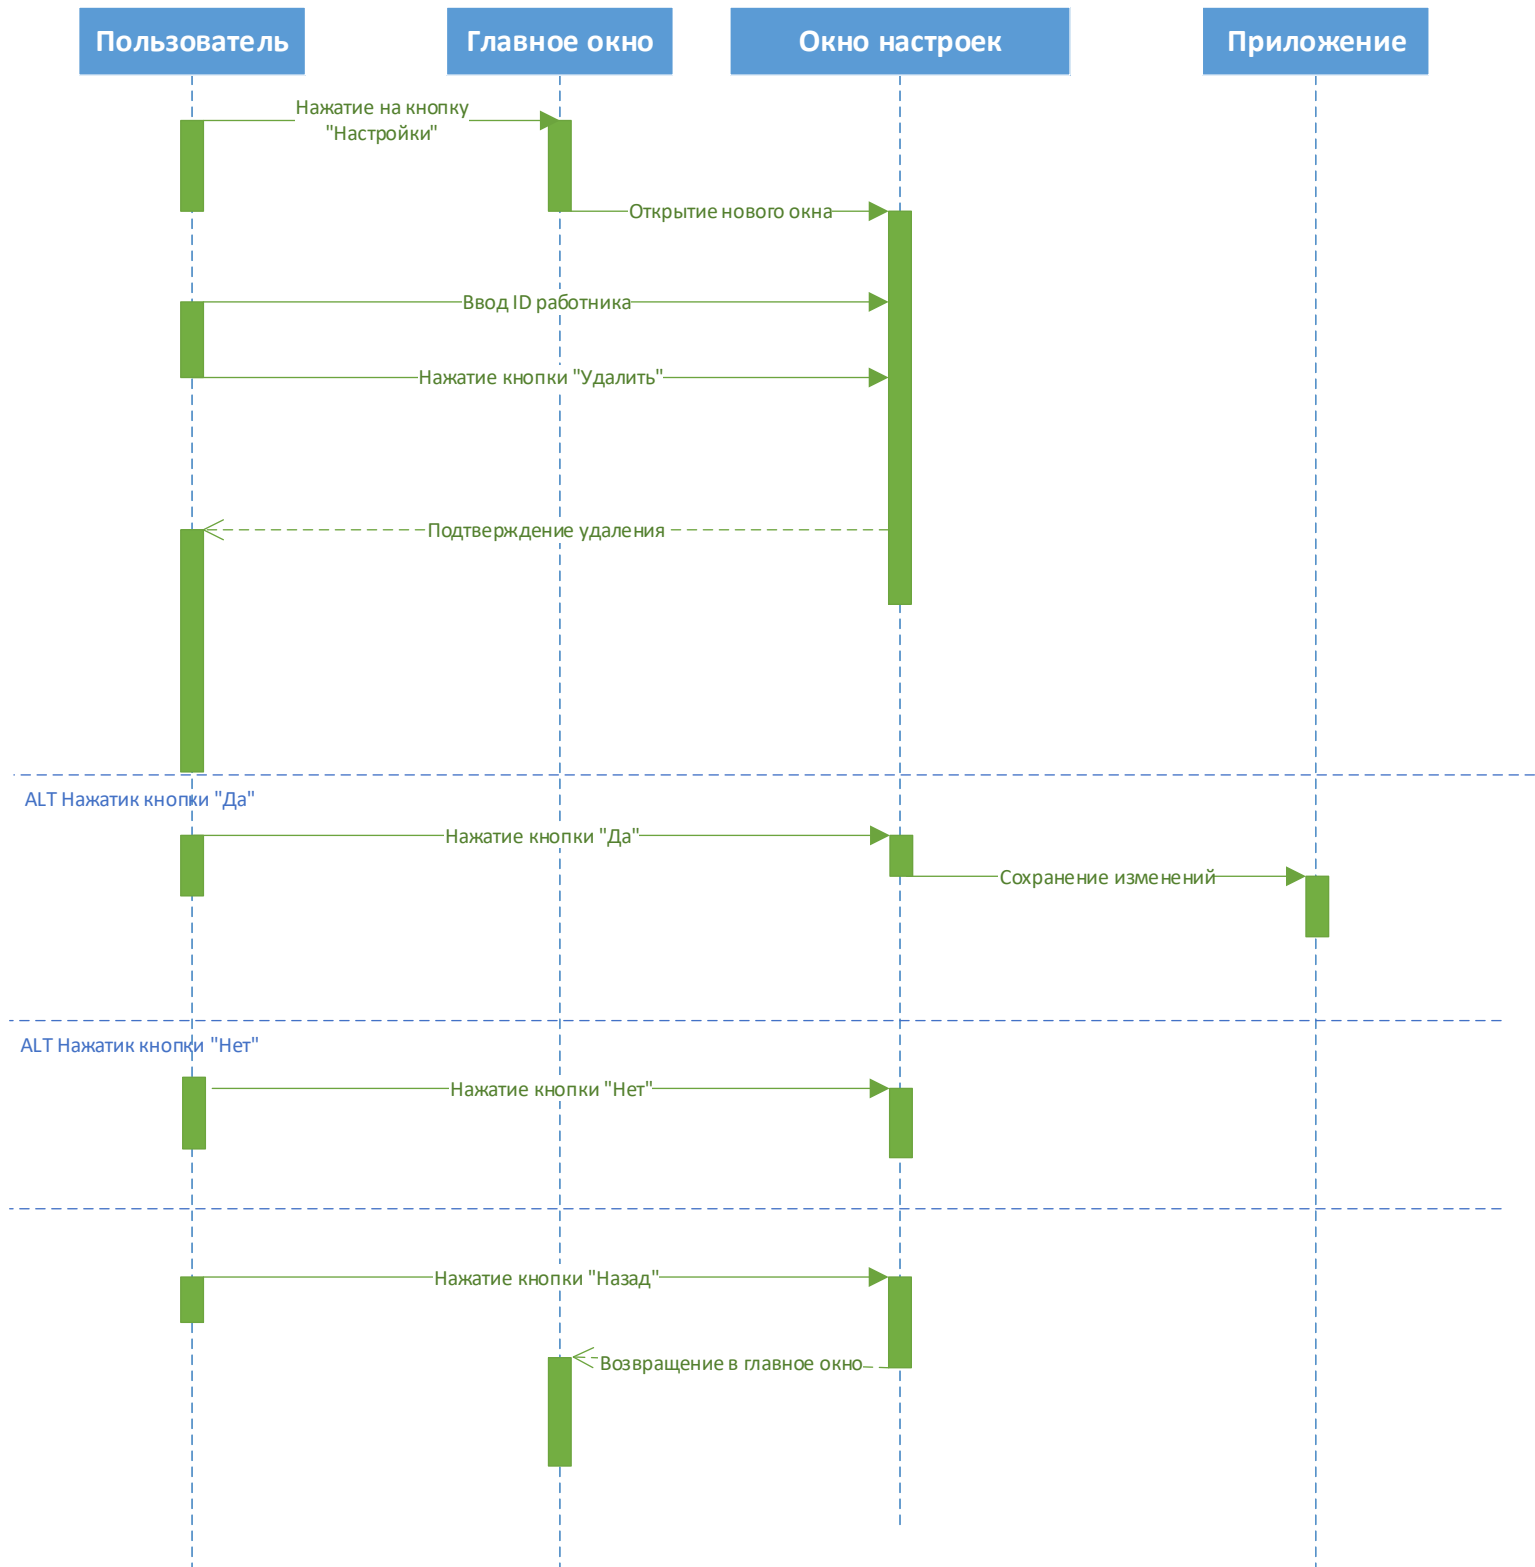 Пользователь
Главное окно
Окно настроек
Приложение
Нажатие на кнопку
"Настройки"
Открытие нового окна
Ввод ID работника
Нажатие кнопки "Удалить"
Подтверждение удаления
ALT Нажатик кнопки "Да"
Нажатие кнопки "Да"
Сохранение изменений
ALT Нажатик кнопки "Нет"
Нажатие кнопки "Нет"
Нажатие кнопки "Назад"
Возвращение в главное окно